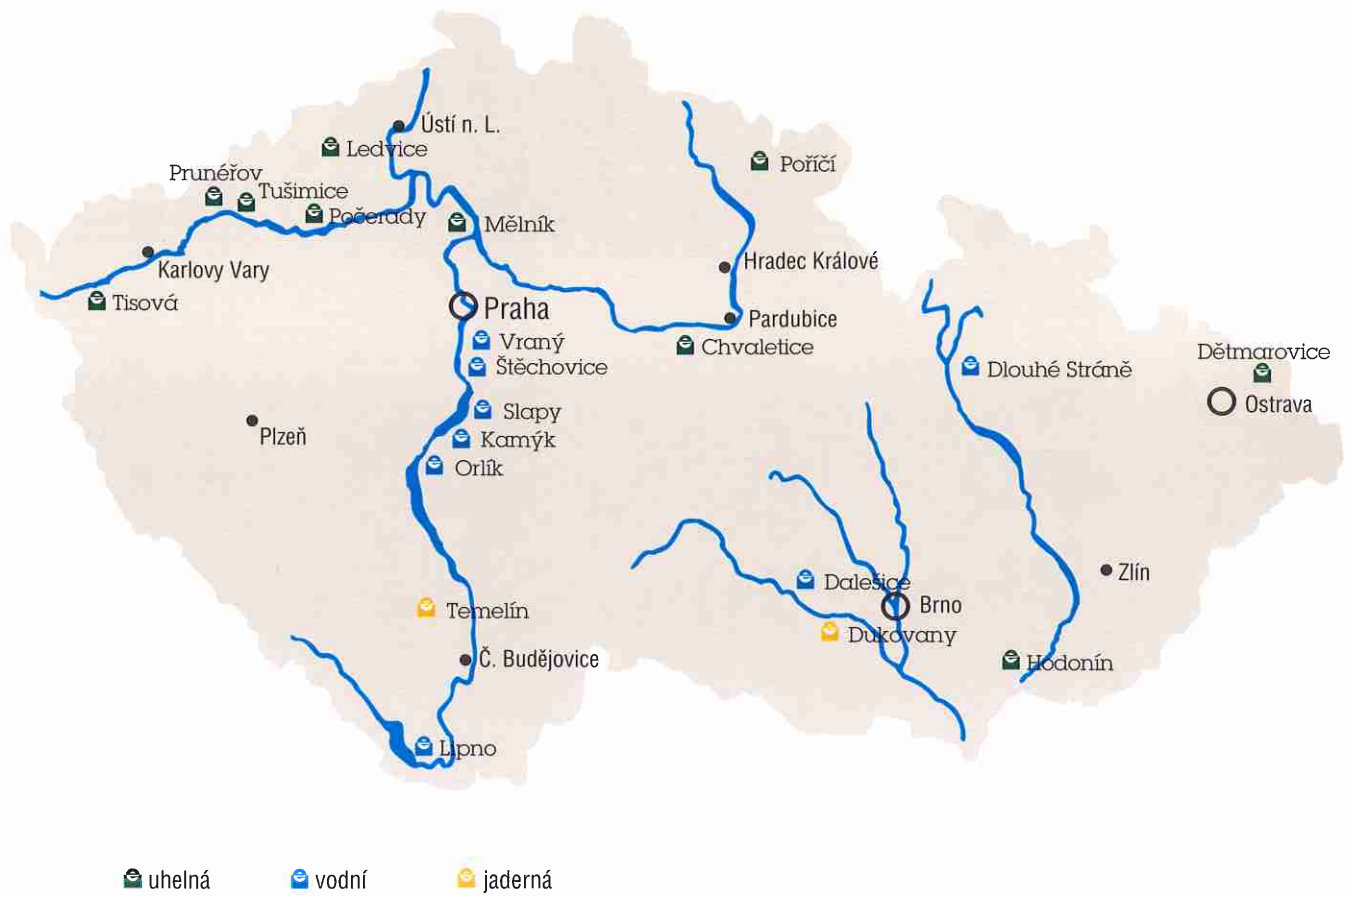 Ústí n. L.
Ledvice
Poříčí
Prunéřov
Tušimice
Počerady
Mělník
Karlovy Vary
Hradec Králové
Tisová
Praha
Pardubice
Vraný
Chvaletice
Štěchovice
Dlouhé Stráně
Dětmarovice
Ostrava
Slapy
Plzeň
Kamýk
Orlík
Zlín
Dalešice
Temelín
Brno
Dukovany
Č. Budějovice
Hodonín
Lipno
uhelná
vodní
jaderná